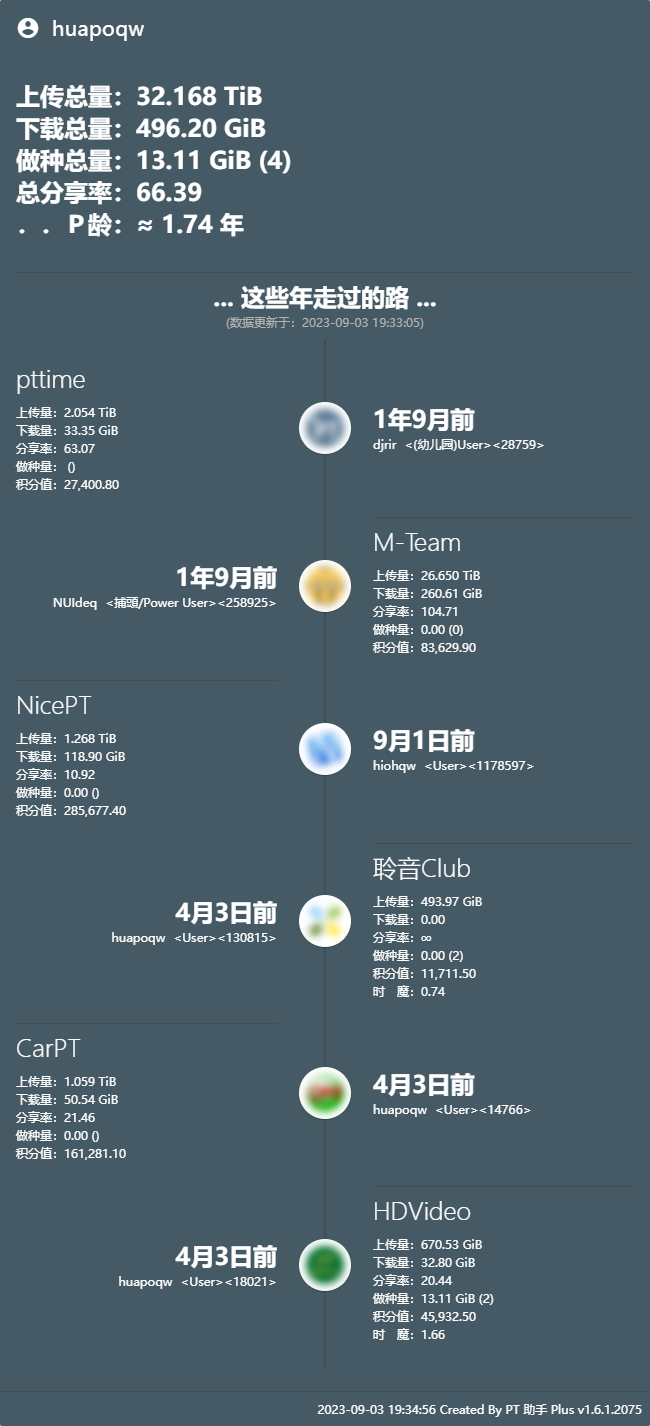 huapoqw
上传总量：32.168 TiB
下载总量：496.20 GiB
做种总量：13.11 GiB (4)
总分享率：66.39
．．P龄：≈ 1.74 年
... 这些年走过的路 ...
(数据更新于：2023-09-03 19:33:05)
pttime
上传量：2.054 TiB
下载量：33.35 GiB
分享率：63.07
做种量： ()
积分值：27,400.80
1年9月前
djrir <(幼儿园)User><28759>
M-Team
上传量：26.650 TiB
下载量：260.61 GiB
分享率：104.71
做种量：0.00 (0)
积分值：83,629.90
1年9月前
NUIdeq <捕頭/Power User><258925>
NicePT
上传量：1.268 TiB
下载量：118.90 GiB
分享率：10.92
做种量：0.00 ()
积分值：285,677.40
9月1日前
hiohqw <User><1178597>
聆音Club
上传量：493.97 GiB
下载量：0.00
分享率：∞
做种量：0.00 (2)
积分值：11,711.50
时　魔：0.74
4月3日前
huapoqw <User><130815>
CarPT
上传量：1.059 TiB
下载量：50.54 GiB
分享率：21.46
做种量：0.00 ()
积分值：161,281.10
4月3日前
huapoqw <User><14766>
HDVideo
上传量：670.53 GiB
下载量：32.80 GiB
分享率：20.44
做种量：13.11 GiB (2)
积分值：45,932.50
时　魔：1.66
4月3日前
huapoqw <User><18021>
2023-09-03 19:34:56 Created By PT 助手 Plus v1.6.1.2075